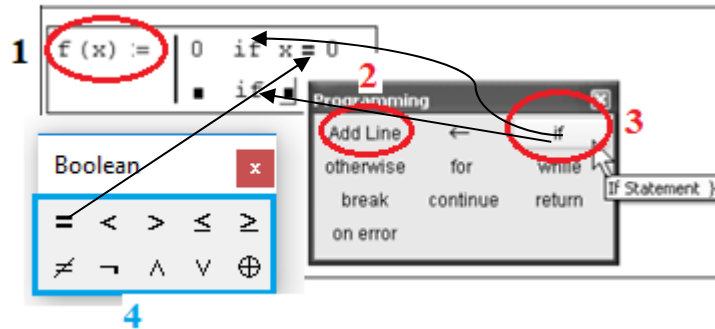 1
f (x) := 0 if x = 0
▪ if ▪
2
Programming x
Add Line ← if
3
otherwise for while
If Statement }
break continue return
on error
Boolean x
= < > ≤ ≥
≠ ¬ ∧ ∨ ⊕
4